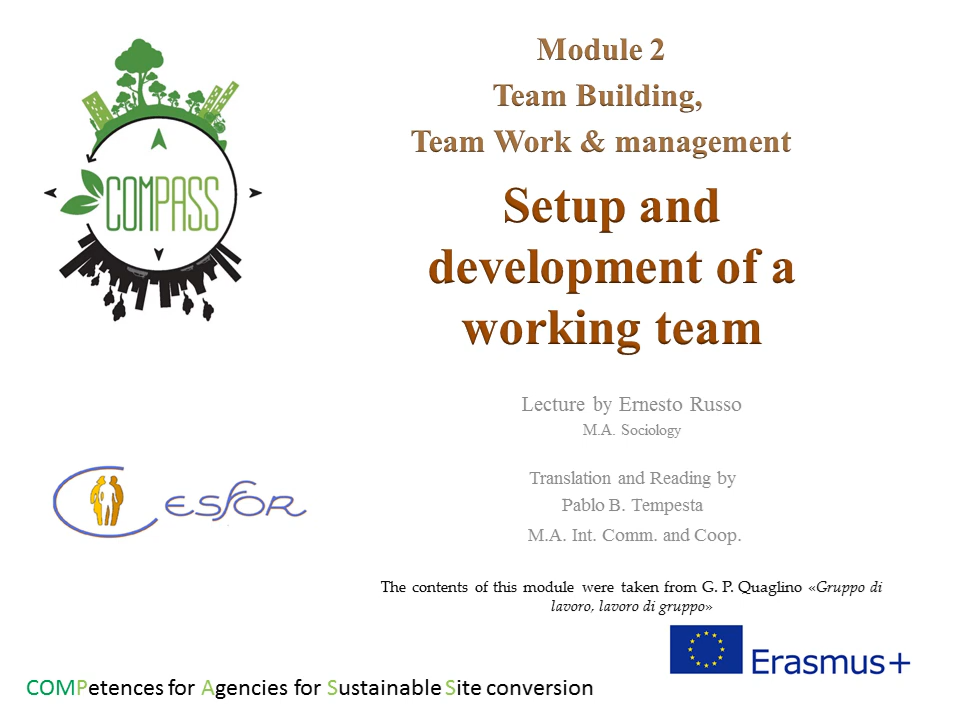 Module 2
Team Building,
Team Work & management
Setup and
development of a
working team
COMPASS
Lecture by Ernesto Russo
M.A. Sociology
Translation and Reading by
Pablo B. Tempesta
M.A. Int. Comm. and Coop.
CESFOR
The contents of this module were taken from G. P. Quaglino «Gruppo di
lavoro, lavoro di gruppo»
Erasmus+
COMPetences for Agencies for Sustainable Site conversion